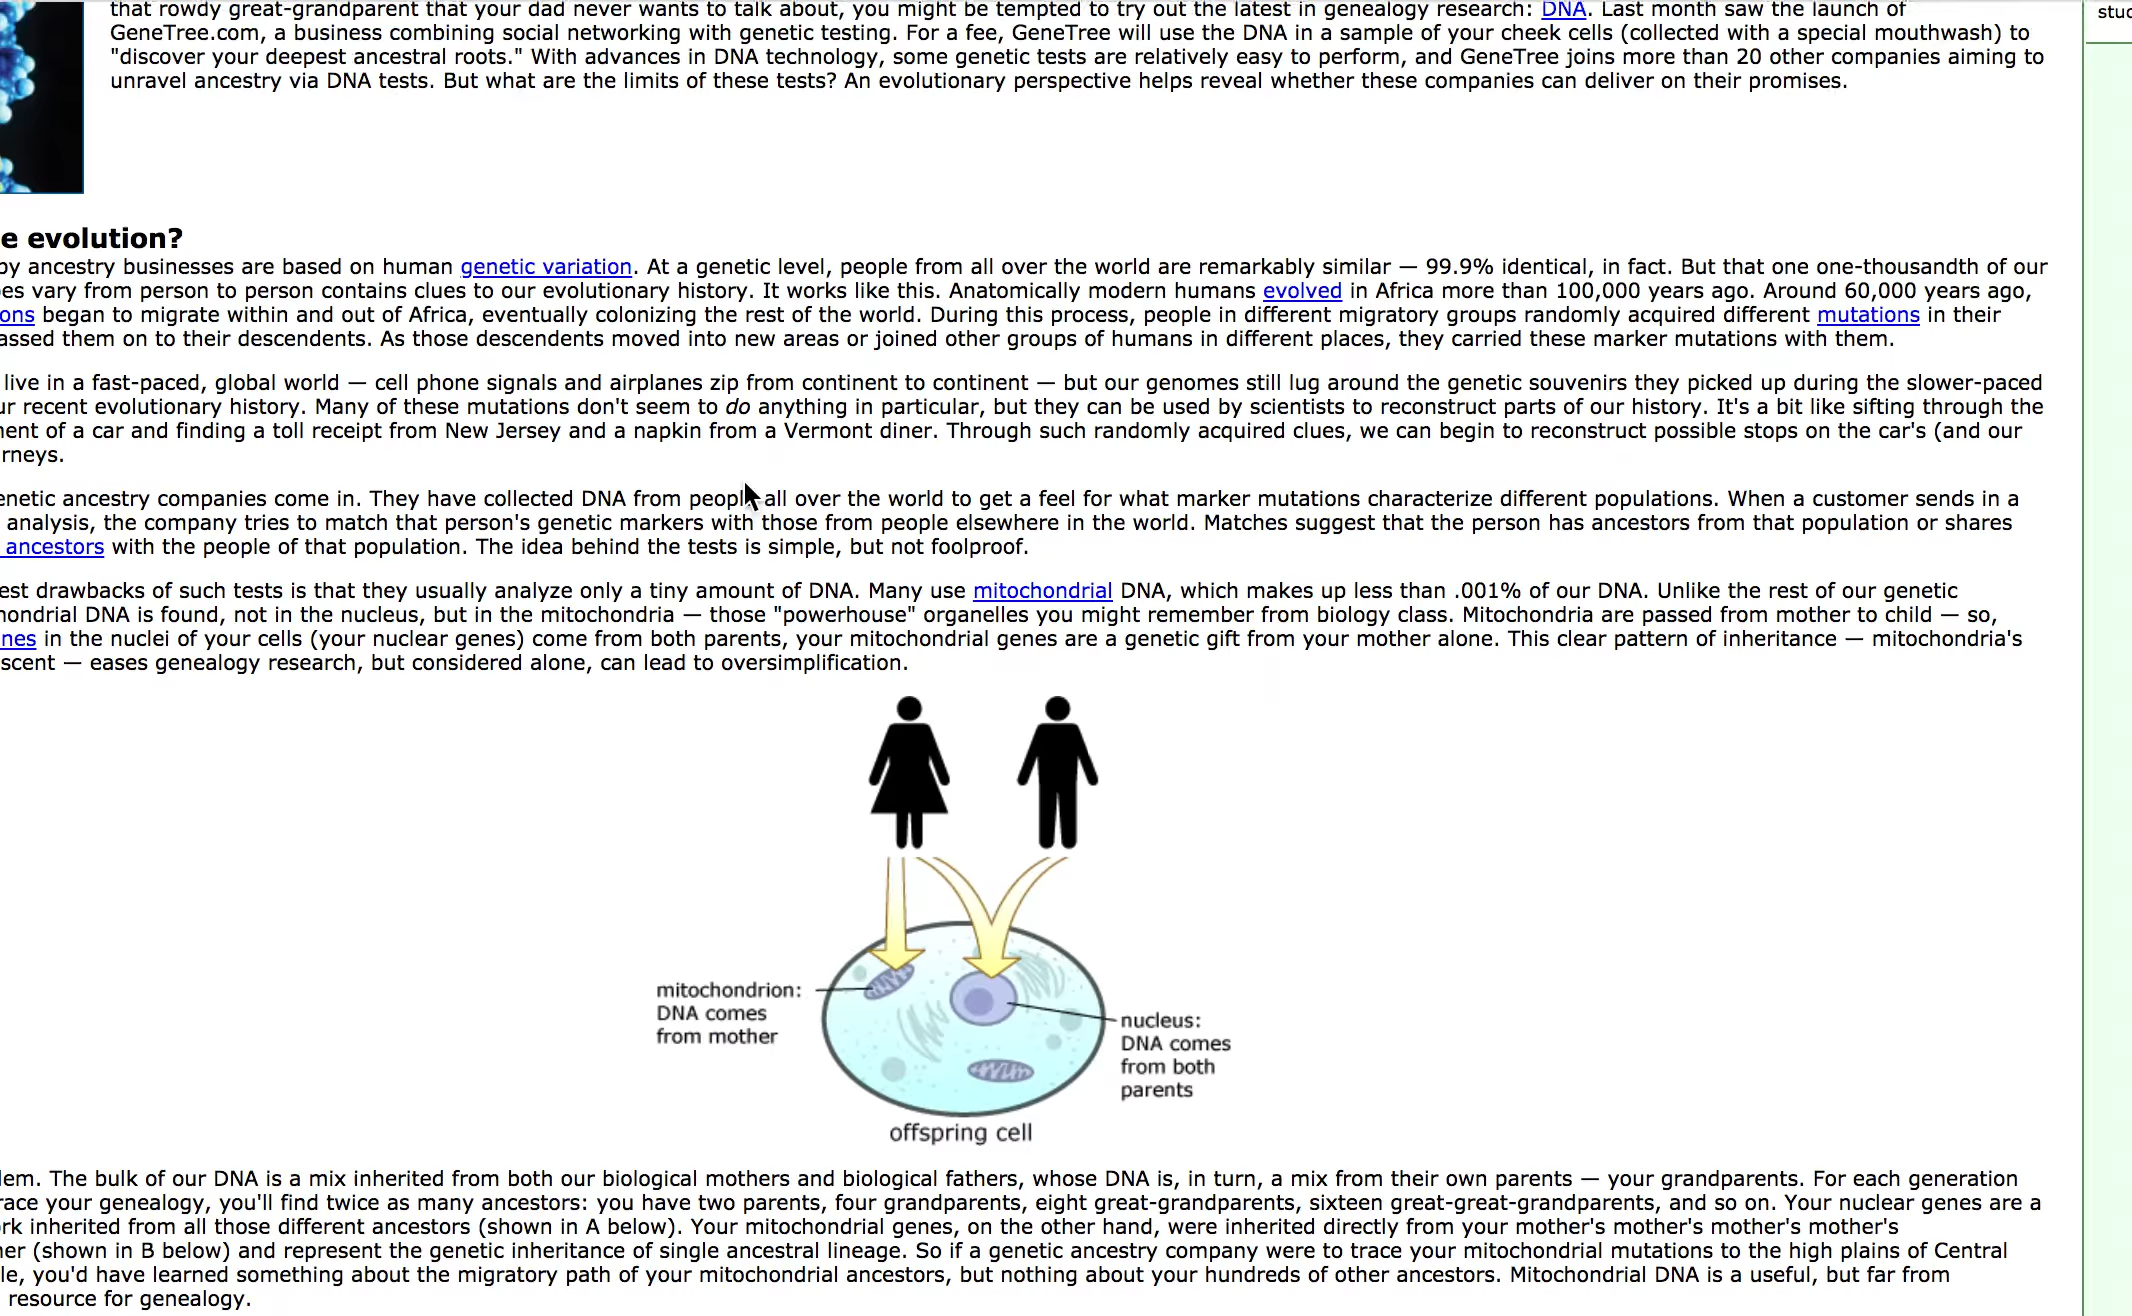 that rowdy great-grandparent that your dad never wants to talk about, you might be tempted to try out the latest in genealogy research: DNA. Last month saw the launch of
GeneTree.com, a business combining social networking with genetic testing. For a fee, GeneTree will use the DNA in a sample of your cheek cells (collected with a special mouthwash) to
"discover your deepest ancestral roots." With advances in DNA technology, some genetic tests are relatively easy to perform, and GeneTree joins more than 20 other companies aiming to
unravel ancestry via DNA tests. But what are the limits of these tests? An evolutionary perspective helps reveal whether these companies can deliver on their promises.
e evolution?
by ancestry businesses are based on human genetic variation. At a genetic level, people from all over the world are remarkably similar — 99.9% identical, in fact. But that one one-thousandth of our
es vary from person to person contains clues to our evolutionary history. It works like this. Anatomically modern humans evolved in Africa more than 100,000 years ago. Around 60,000 years ago,
ons began to migrate within and out of Africa, eventually colonizing the rest of the world. During this process, people in different migratory groups randomly acquired different mutations in their
assed them on to their descendents. As those descendents moved into new areas or joined other groups of humans in different places, they carried these marker mutations with them.
live in a fast-paced, global world — cell phone signals and airplanes zip from continent to continent — but our genomes still lug around the genetic souvenirs they picked up during the slower-paced
ur recent evolutionary history. Many of these mutations don't seem to do anything in particular, but they can be used by scientists to reconstruct parts of our history. It's a bit like sifting through the
ent of a car and finding a toll receipt from New Jersey and a napkin from a Vermont diner. Through such randomly acquired clues, we can begin to reconstruct possible stops on the car's (and our
rneys.
enetic ancestry companies come in. They have collected DNA from people all over the world to get a feel for what marker mutations characterize different populations. When a customer sends in a
analysis, the company tries to match that person's genetic markers with those from people elsewhere in the world. Matches suggest that the person has ancestors from that population or shares
ancestors with the people of that population. The idea behind the tests is simple, but not foolproof.
est drawbacks of such tests is that they usually analyze only a tiny amount of DNA. Many use mitochondrial DNA, which makes up less than .001% of our DNA. Unlike the rest of our genetic
hondrial DNA is found, not in the nucleus, but in the mitochondria — those "powerhouse" organelles you might remember from biology class. Mitochondria are passed from mother to child — so,
nes in the nuclei of your cells (your nuclear genes) come from both parents, your mitochondrial genes are a genetic gift from your mother alone. This clear pattern of inheritance — mitochondria's
scent — eases genealogy research, but considered alone, can lead to oversimplification.
mitochondrion:
DNA comes
from mother
nucleus:
DNA comes
from both
parents
offspring cell
lem. The bulk of our DNA is a mix inherited from both our biological mothers and biological fathers, whose DNA is, in turn, a mix from their own parents — your grandparents. For each generation
race your genealogy, you'll find twice as many ancestors: you have two parents, four grandparents, eight great-grandparents, sixteen great-great-grandparents, and so on. Your nuclear genes are a
rk inherited from all those different ancestors (shown in A below). Your mitochondrial genes, on the other hand, were inherited directly from your mother's mother's mother's mother's
er (shown in B below) and represent the genetic inheritance of single ancestral lineage. So if a genetic ancestry company were to trace your mitochondrial mutations to the high plains of Central
le, you'd have learned something about the migratory path of your mitochondrial ancestors, but nothing about your hundreds of other ancestors. Mitochondrial DNA is a useful, but far from
resource for genealogy.